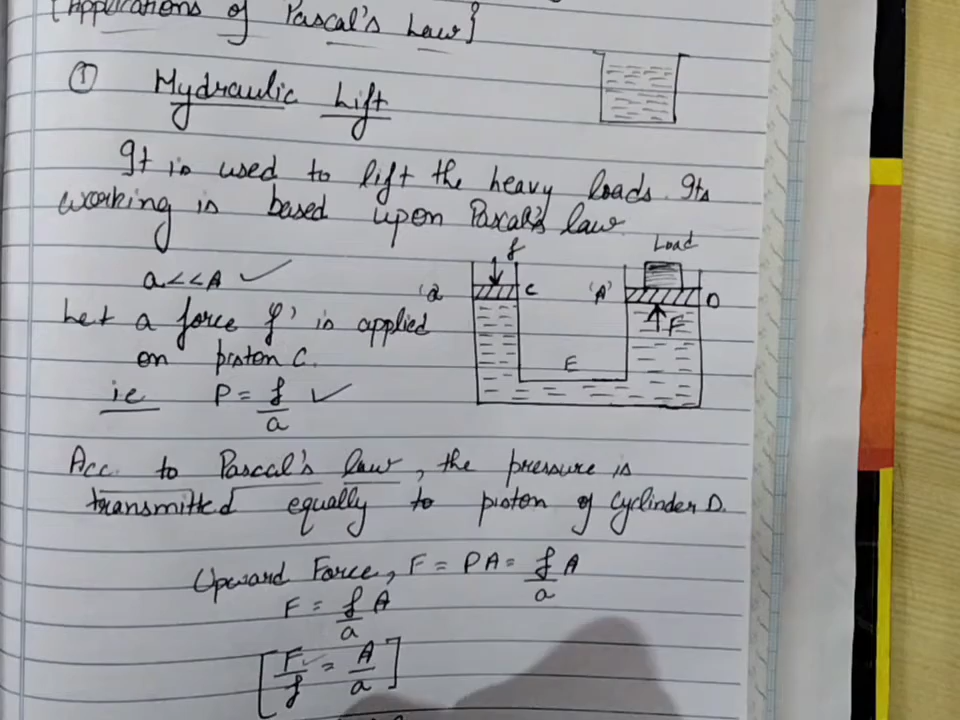 [Applications of Pascal's Law]
① Hydraulic Lift
It is used to lift the heavy loads. Its
working is based upon Pascal's law.
a<<A ✓
Let a force 'f' is applied
on piston C.
ie P = f/a ✓
f
Load
'a
C
'A'
D
F
E
Acc. to Pascal's law, the pressure is
transmitted equally to piston of cylinder D.
Upward Force, F = PA = f/a A
F = f/a A
[F/f = A/a]